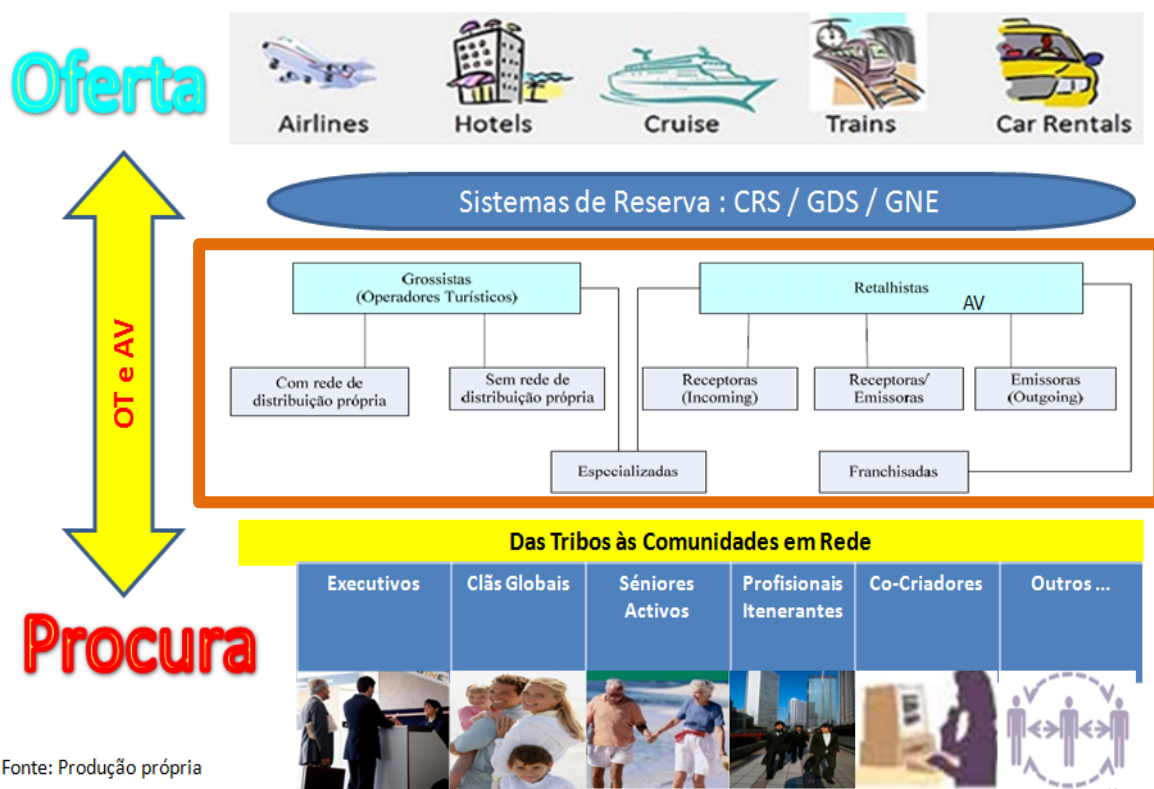 Oferta
Airlines
Hotels
Cruise
Trains
Car Rentals
Sistemas de Reserva : CRS / GDS / GNE
OT e AV
Grossistas
(Operadores Turísticos)
Retalhistas
AV
Com rede de
distribuição própria
Sem rede de
distribuição própria
Receptoras
(Incoming)
Receptoras/
Emissoras
Emissoras
(Outgoing)
Especializadas
Franchisadas
Das Tribos às Comunidades em Rede
Procura
Executivos
Clãs Globais
Séniores
Activos
Profisionais
Itenerantes
Co-Criadores
Outros ...
Fonte: Produção própria